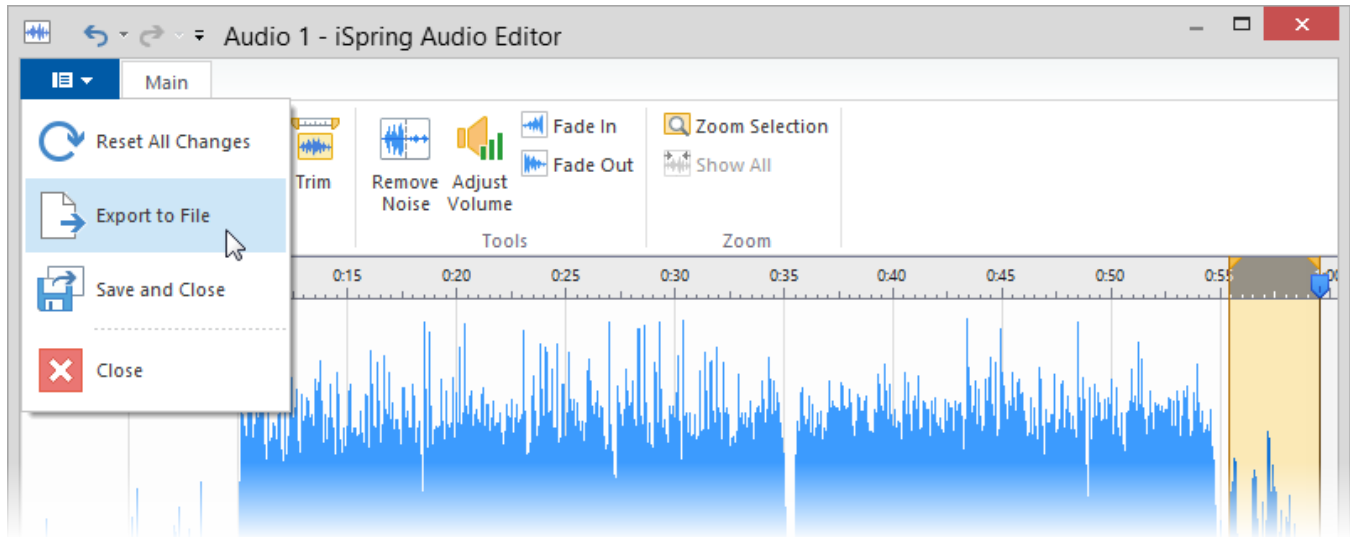 Audio 1 - iSpring Audio Editor
Main
Reset All Changes
Export to File
Save and Close
Close
Trim
Remove Noise
Adjust Volume
Fade In
Fade Out
Tools
Zoom Selection
Show All
Zoom
0:15 0:20 0:25 0:30 0:35 0:40 0:45 0:50